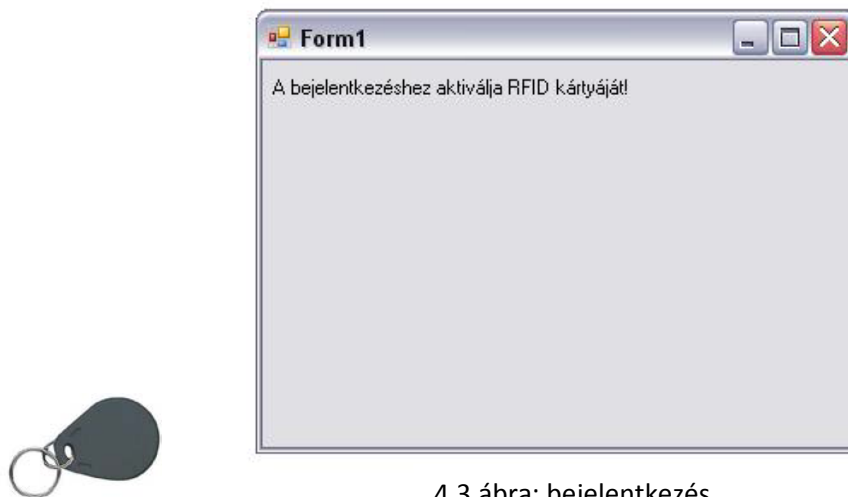 Form1
A bejelentkezéshez aktiválja RFID kártyáját!
4.3 ábra: bejelentkezés